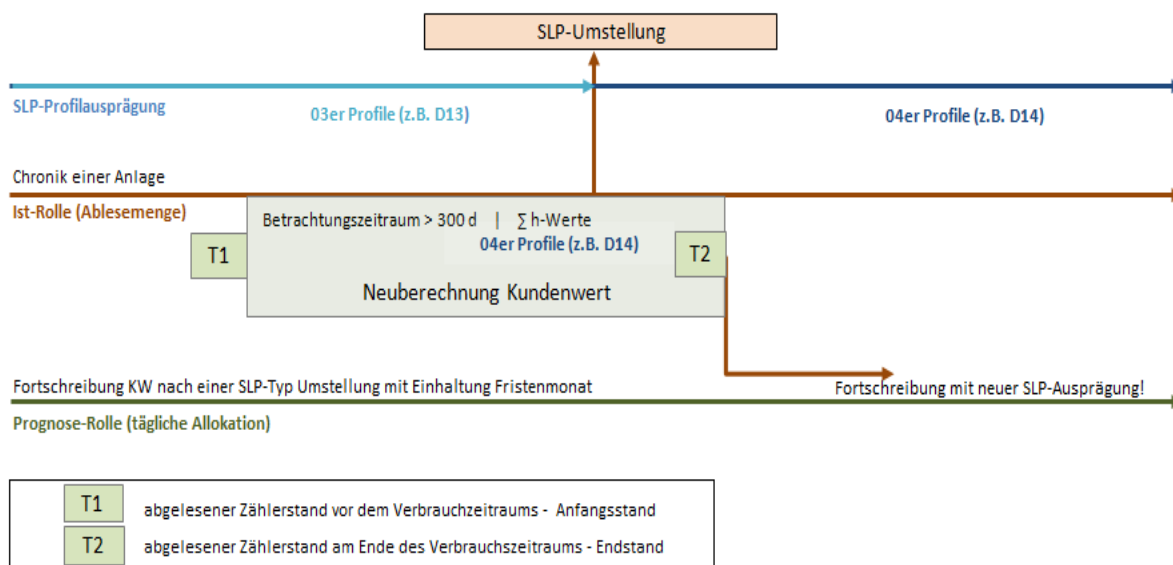 SLP-Umstellung
SLP-Profilausprägung
03er Profile (z.B. D13)
04er Profile (z.B. D14)
Chronik einer Anlage
Ist-Rolle (Ablesemenge)
Betrachtungszeitraum > 300 d | ∑ h-Werte
04er Profile (z.B. D14)
T1
T2
Neuberechnung Kundenwert
Fortschreibung KW nach einer SLP-Typ Umstellung mit Einhaltung Fristenmonat
Fortschreibung mit neuer SLP-Ausprägung!
Prognose-Rolle (tägliche Allokation)
T1 abgelesener Zählerstand vor dem Verbrauchzeitraums - Anfangsstand
T2 abgelesener Zählerstand am Ende des Verbrauchszeitraums - Endstand